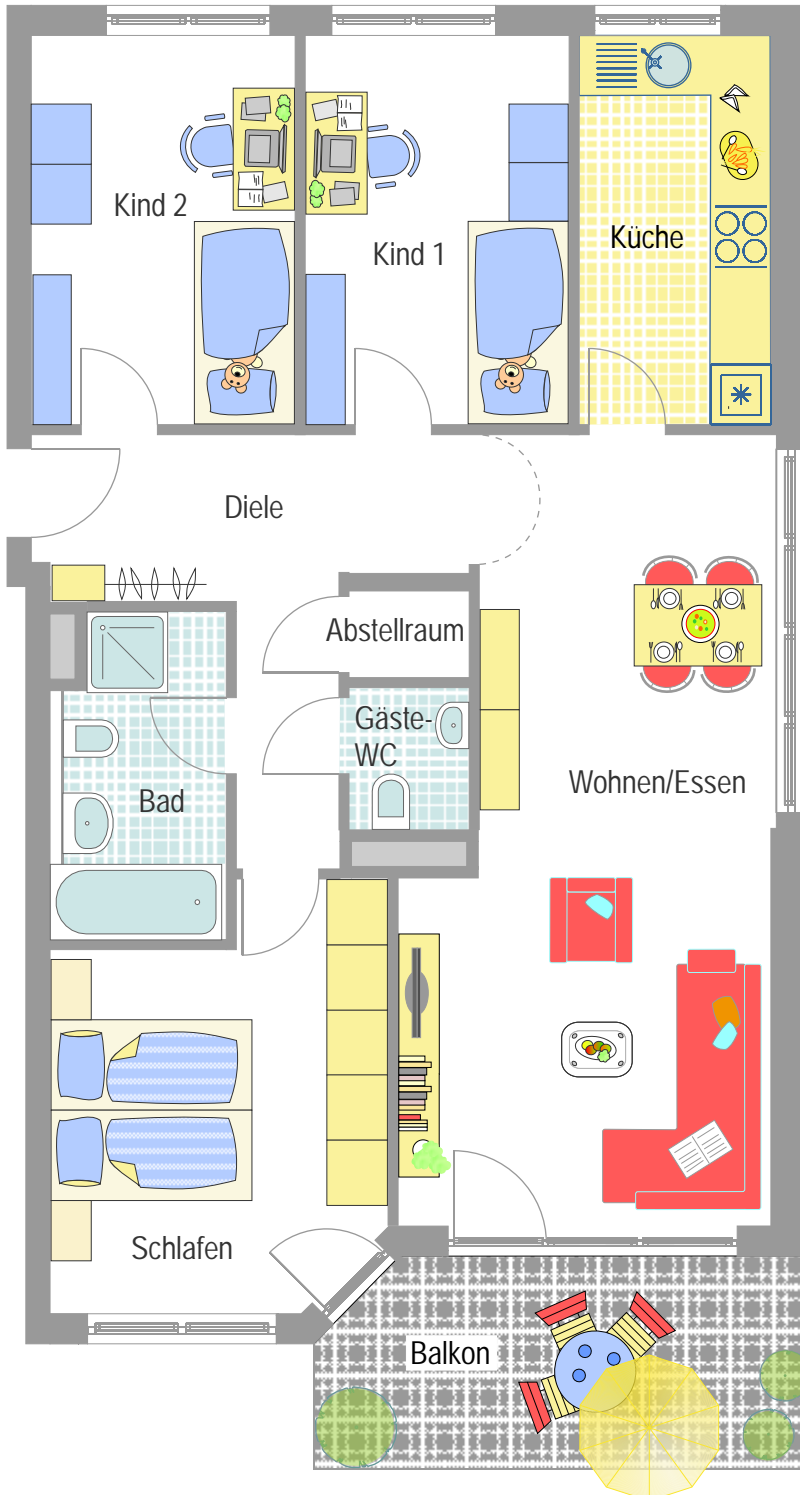 Kind 2
Kind 1
Küche
Diele
Abstellraum
Gäste-
WC
Bad
Wohnen/Essen
Schlafen
Balkon